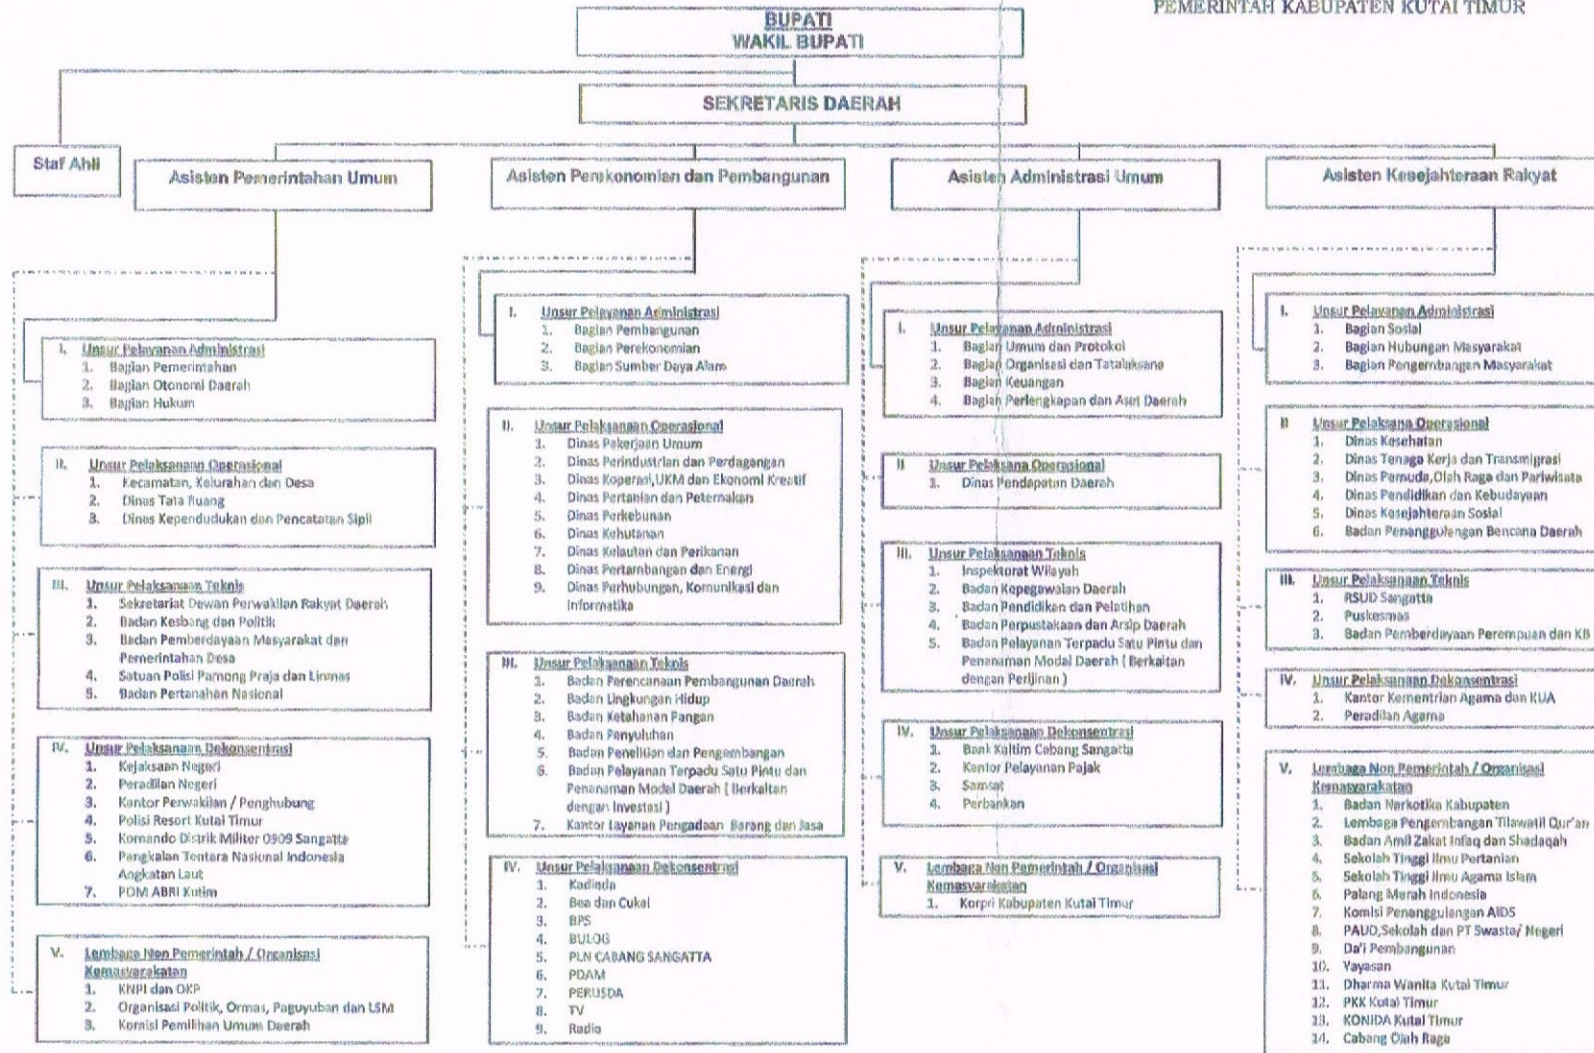 PEMERINTAH KABUPATEN KUTAI TIMUR
BUPATI
WAKIL BUPATI
SEKRETARIS DAERAH
Staf Ahli
Asisten Pemerintahan Umum
I. Unsur Pelayanan Administrasi
1. Bagian Pemerintahan
2. Bagian Otonomi Daerah
3. Bagian Hukum
II. Unsur Pelaksanaan Operasional
1. Kecamatan, Kelurahan dan Desa
2. Dinas Tata Ruang
3. Dinas Kependudukan dan Pencatatan Sipil
III. Unsur Pelaksanaan Teknis
1. Sekretariat Dewan Perwakilan Rakyat Daerah
2. Badan Kesbang dan Politik
3. Badan Pemberdayaan Masyarakat dan
Pemerintahan Desa
4. Satuan Polisi Pamong Praja dan Linmas
5. Badan Pertanahan Nasional
IV. Unsur Pelaksanaan Dekonsentrasi
1. Kejaksaan Negeri
2. Peradilan Negeri
3. Kantor Perwakilan / Penghubung
4. Polisi Resort Kutai Timur
5. Komando Distrik Militer 0909 Sangatta
6. Pangkalan Tentara Nasional Indonesia
Angkatan Laut
7. POM ABRI Kutim
V. Lembaga Non Pemerintah / Organisasi
Kemasyarakatan
1. KNPI dan OKP
2. Organisasi Politik, Ormas, Paguyuban dan LSM
3. Komisi Pemilihan Umum Daerah
Asisten Perekonomian dan Pembangunan
I. Unsur Pelayanan Administrasi
1. Bagian Pembangunan
2. Bagian Perekonomian
3. Bagian Sumber Daya Alam
II. Unsur Pelaksanaan Operasional
1. Dinas Pekerjaan Umum
2. Dinas Perindustrian dan Perdagangan
3. Dinas Koperasi,UKM dan Ekonomi Kreatif
4. Dinas Pertanian dan Peternakan
5. Dinas Perkebunan
6. Dinas Kehutanan
7. Dinas Kelautan dan Perikanan
8. Dinas Pertambangan dan Energi
9. Dinas Perhubungan, Komunikasi dan
Informatika
III. Unsur Pelaksanaan Teknis
1. Badan Perencanaan Pembangunan Daerah
2. Badan Lingkungan Hidup
3. Badan Ketahanan Pangan
4. Badan Penyuluhan
5. Badan Penelitian dan Pengembangan
6. Badan Pelayanan Terpadu Satu Pintu dan
Penanaman Modal Daerah ( Berkaitan
dengan Investasi )
7. Kantor Layanan Pengadaan Barang dan Jasa
IV. Unsur Pelaksanaan Dekonsentrasi
1. Kadinda
2. Bea dan Cukai
3. BPS
4. BULOG
5. PLN CABANG SANGATTA
6. PDAM
7. PERUSDA
8. TV
9. Radio
Asisten Administrasi Umum
I. Unsur Pelayanan Administrasi
1. Bagian Umum dan Protokol
2. Bagian Organisasi dan Tatalaksana
3. Bagian Keuangan
4. Bagian Perlengkapan dan Aset Daerah
II Unsur Pelaksana Operasional
1. Dinas Pendapatan Daerah
III. Unsur Pelaksanaan Teknis
1. Inspektorat Wilayah
2. Badan Kepegawaian Daerah
3. Badan Pendidikan dan Pelatihan
4. Badan Perpustakaan dan Arsip Daerah
5. Badan Pelayanan Terpadu Satu Pintu dan
Penanaman Modal Daerah ( Berkaitan
dengan Perijinan )
IV. Unsur Pelaksanaan Dekonsentrasi
1. Bank Kaltim Cabang Sangatta
2. Kantor Pelayanan Pajak
3. Samsat
4. Perbankan
V. Lembaga Non Pemerintah / Organisasi
Kemasyarakatan
1. Korpri Kabupaten Kutai Timur
Asisten Kesejahteraan Rakyat
I. Unsur Pelayanan Administrasi
1. Bagian Sosial
2. Bagian Hubungan Masyarakat
3. Bagian Pengembangan Masyarakat
II Unsur Pelaksana Operasional
1. Dinas Kesehatan
2. Dinas Tenaga Kerja dan Transmigrasi
3. Dinas Pemuda,Olah Raga dan Pariwisata
4. Dinas Pendidikan dan Kebudayaan
5. Dinas Kesejahteraan Sosial
6. Badan Penanggulangan Bencana Daerah
III. Unsur Pelaksanaan Teknis
1. RSUD Sangatta
2. Puskesmas
3. Badan Pemberdayaan Perempuan dan KB
IV. Unsur Pelaksanaan Dekonsentrasi
1. Kantor Kementrian Agama dan KUA
2. Peradilan Agama
V. Lembaga Non Pemerintah / Organisasi
Kemasyarakatan
1. Badan Narkotika Kabupaten
2. Lembaga Pengembangan Tilawatil Qur'an
3. Badan Amil Zakat Infaq dan Shadaqah
4. Sekolah Tinggi Ilmu Pertanian
5. Sekolah Tinggi Ilmu Agama Islam
6. Palang Merah Indonesia
7. Komisi Penanggulangan AIDS
8. PAUD,Sekolah dan PT Swasta/ Negeri
9. Da'i Pembangunan
10. Yayasan
11. Dharma Wanita Kutai Timur
12. PKK Kutai Timur
13. KONIDA Kutai Timur
14. Cabang Olah Raga